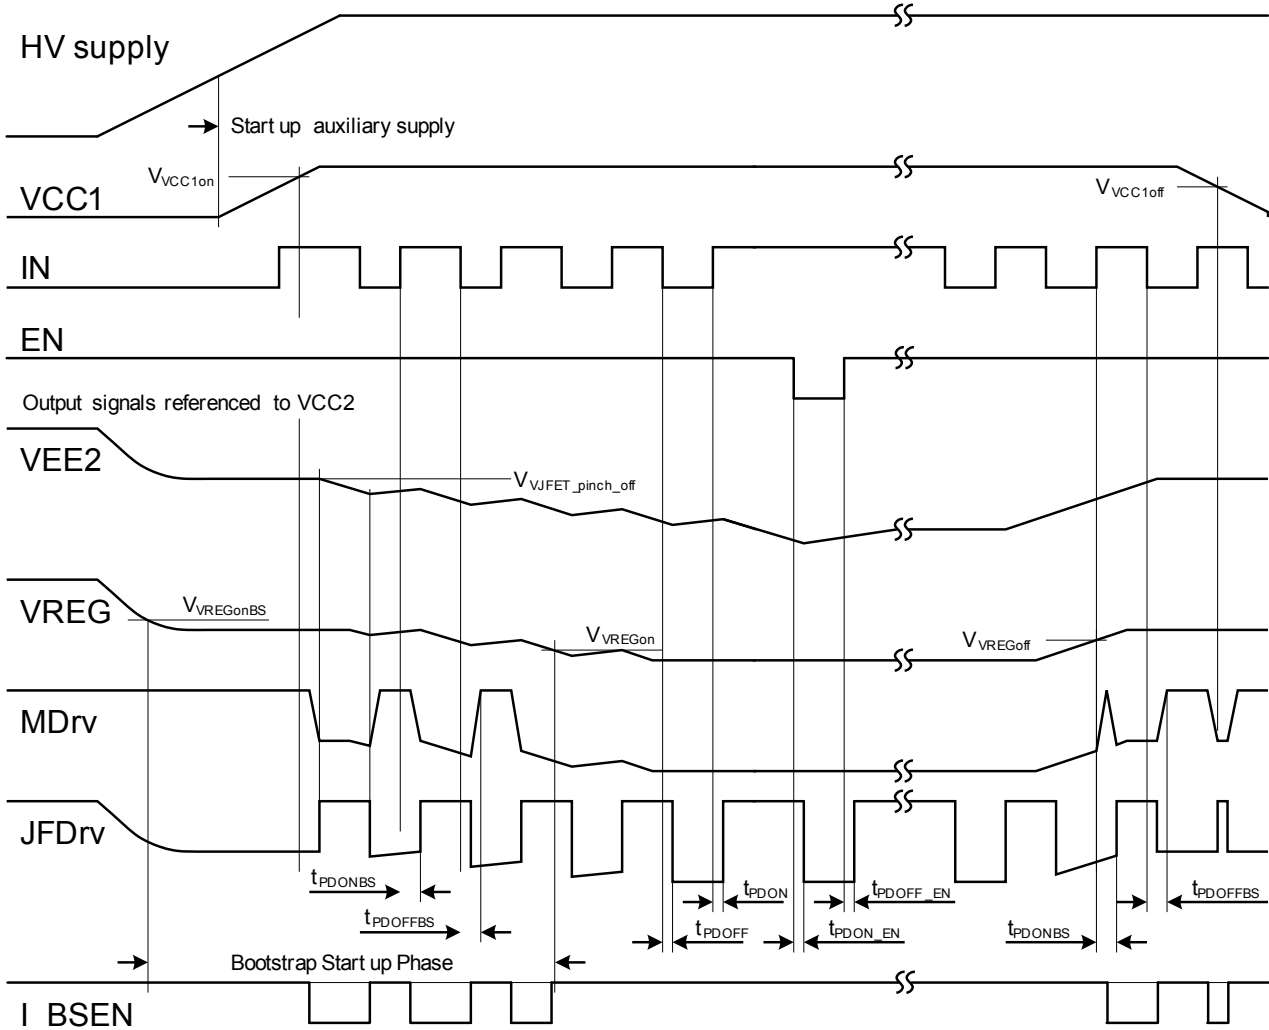 HV supply
Start up auxiliary supply
VCC1
VVCC1on
VVCC1off
IN
EN
Output signals referenced to VCC2
VEE2
VVJFET_pinch_off
VREG
VVREGonBS
VVREGon
VVREGoff
MDrv
JFDrv
tPDONBS
tPDON
tPDOFF_EN
tPDOFFBS
tPDOFFBS
tPDOFF
tPDON_EN
tPDONBS
Bootstrap Start up Phase
I_BSEN